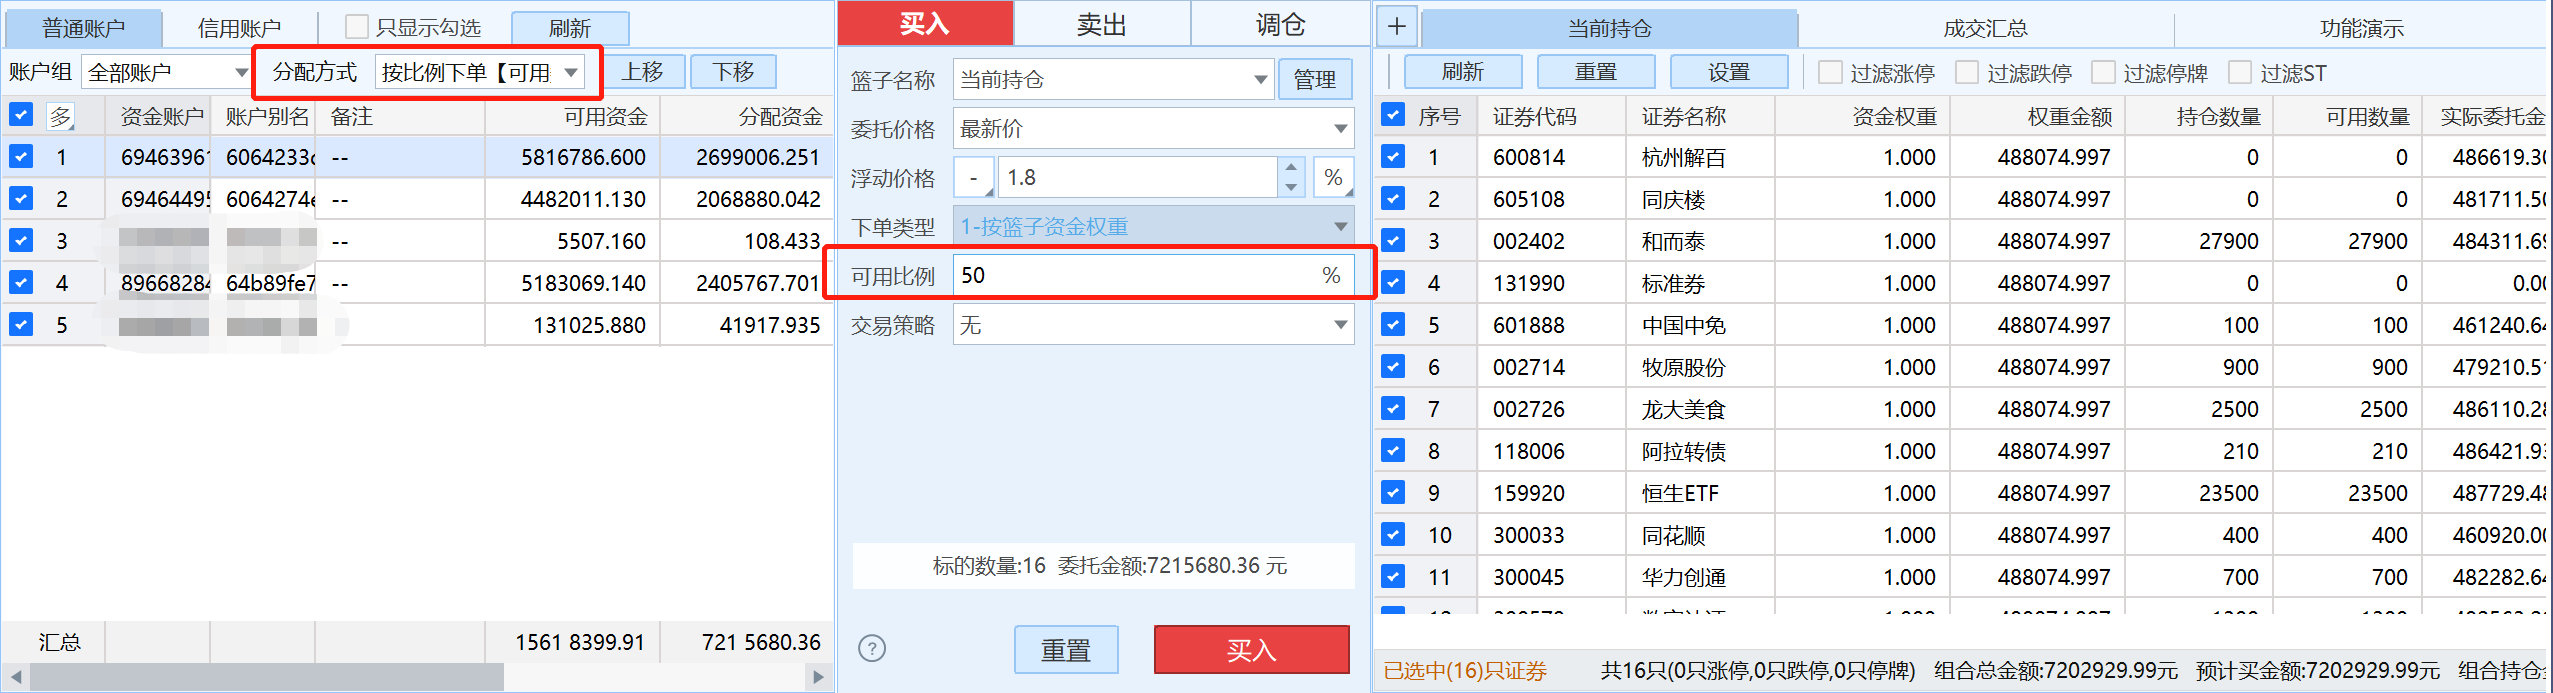 普通账户 信用账户 只显示勾选 刷新
账户组 全部账户 分配方式 按比例下单【可用 上移 下移
多 资金账户 账户别名 备注 可用资金 分配资金
1 6946396 6064233 -- 5816786.600 2699006.251
2 6946449 6064274 -- 4482011.130 2068880.042
3 -- 5507.160 108.433
4 8966828 64b89fe7 -- 5183069.140 2405767.701
5 131025.880 41917.935
汇总 1561 8399.91 721 5680.36
买入 卖出 调仓
篮子名称 当前持仓 管理
委托价格 最新价
浮动价格 - 1.8 %
下单类型 1-按篮子资金权重
可用比例 50 %
交易策略 无
标的数量:16 委托金额:7215680.36 元
? 重置 买入
+ 当前持仓 成交汇总 功能演示
刷新 重置 设置 过滤涨停 过滤跌停 过滤停牌 过滤ST
序号 证券代码 证券名称 资金权重 权重金额 持仓数量 可用数量 实际委托金
1 600814 杭州解百 1.000 488074.997 0 0 486619.30
2 605108 同庆楼 1.000 488074.997 0 0 481711.50
3 002402 和而泰 1.000 488074.997 27900 27900 484311.69
4 131990 标准券 1.000 488074.997 0 0 0.00
5 601888 中国中免 1.000 488074.997 100 100 461240.64
6 002714 牧原股份 1.000 488074.997 900 900 479210.51
7 002726 龙大美食 1.000 488074.997 2500 2500 486110.28
8 118006 阿拉转债 1.000 488074.997 210 210 486421.93
9 159920 恒生ETF 1.000 488074.997 23500 23500 487729.48
10 300033 同花顺 1.000 488074.997 400 400 460920.00
11 300045 华力创通 1.000 488074.997 700 700 482282.64
已选中(16)只证券 共16只(0只涨停,0只跌停,0只停牌) 组合总金额:7202929.99元 预计买金额:7202929.99元 组合持仓